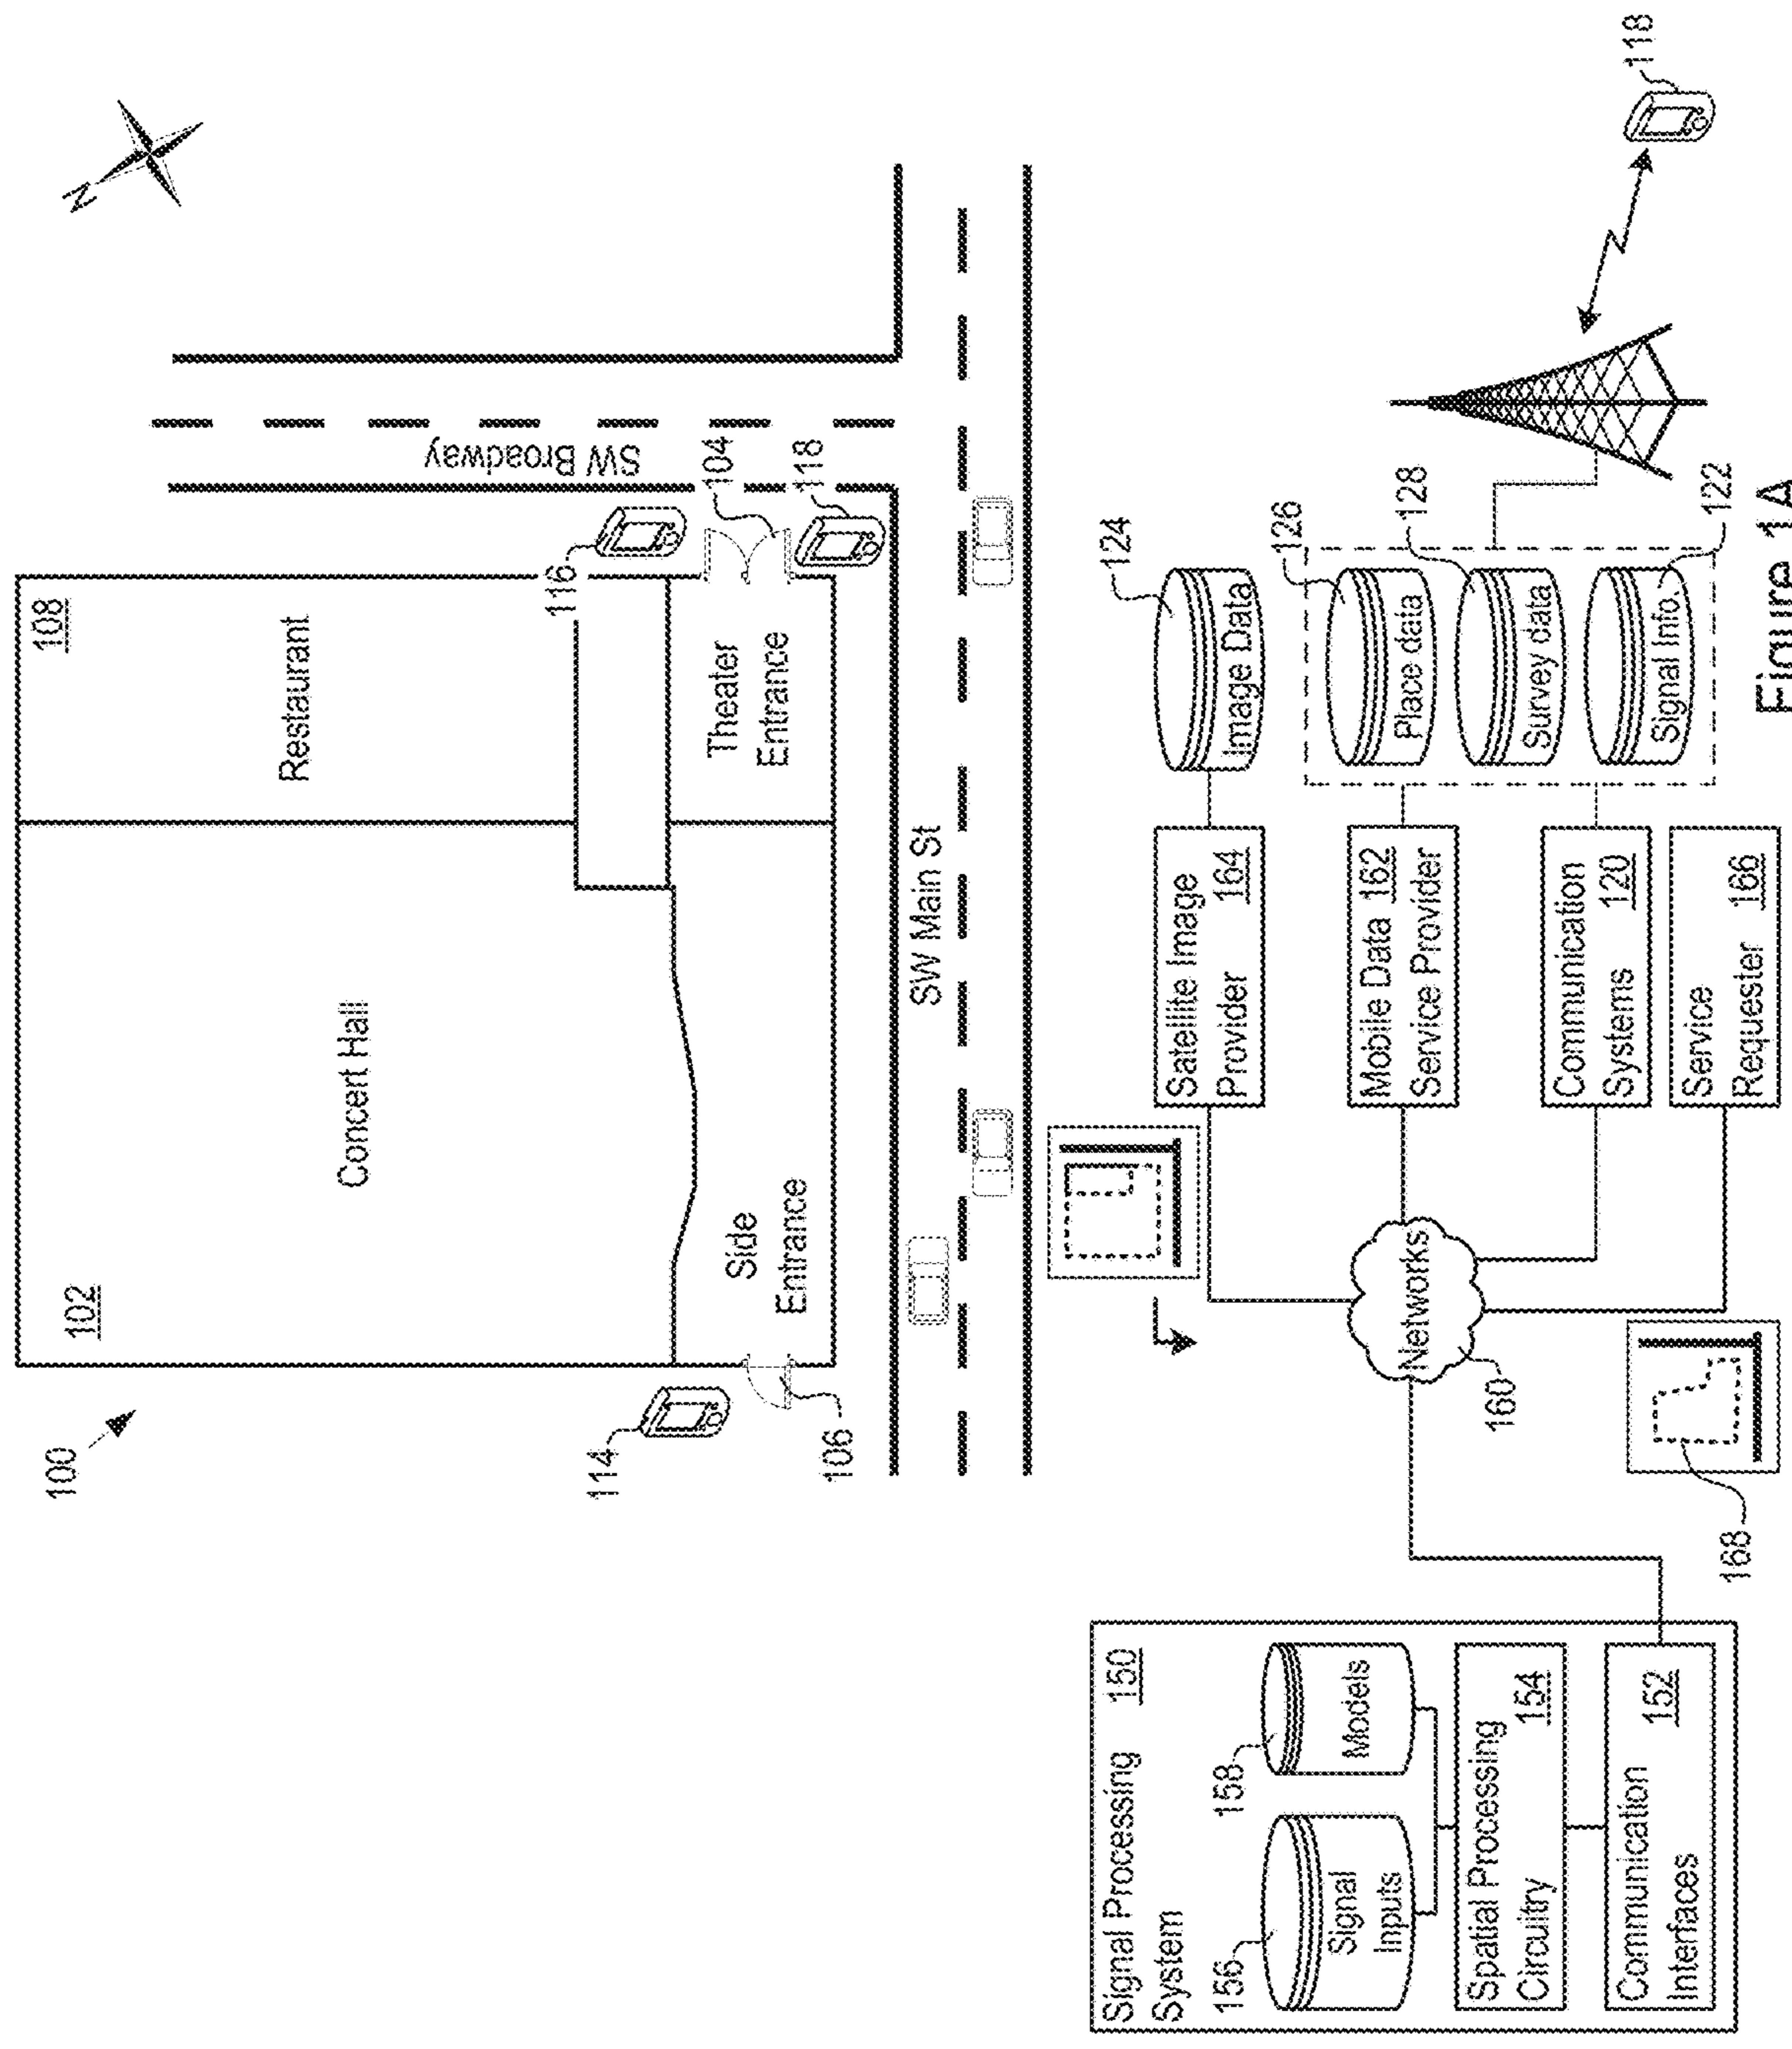 100
102
Concert Hall
Restaurant
108
N
114
106
Side
Entrance
116
Theater
Entrance
104
118
SW Broadway
SW Main St
Signal Processing 150
System
156
Signal
Inputs
158
Models
Spatial Processing
Circuitry 154
Communication
Interfaces 152
168
160
Networks
Satellite Image
Provider 164
Mobile Data 162
Service Provider
Communication
Systems 120
Service
Requester 166
124
Image Data
126
Place data
128
Survey data
Signal Info.
122
118
Figure 1A